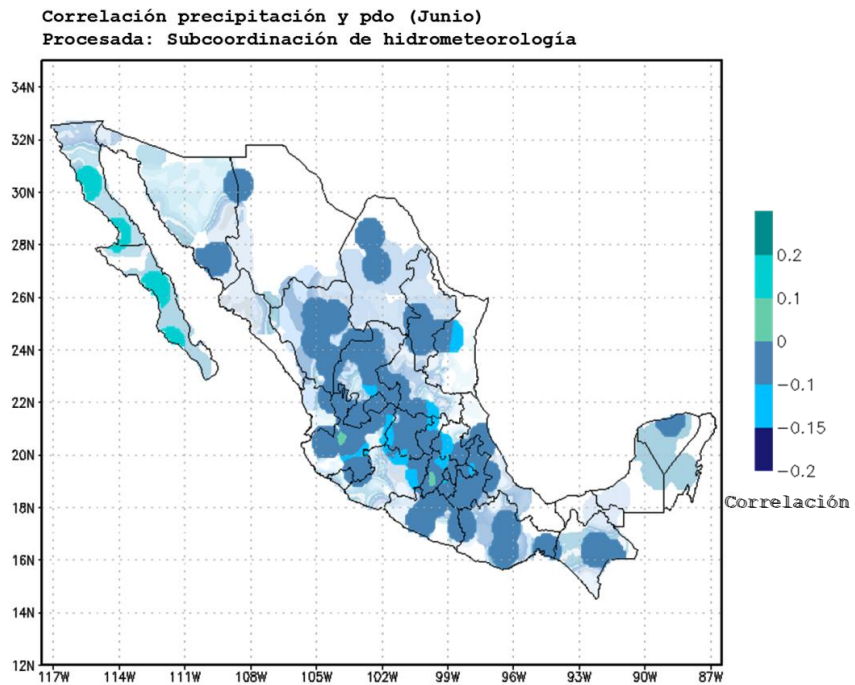 Correlación precipitación y pdo (Junio)
Procesada: Subcoordinación de hidrometeorología
34N
32N
30N
28N
26N
24N
22N
20N
18N
16N
14N
12N
117W 114W 111W 108W 105W 102W 99W 96W 93W 90W 87W
0.2
0.1
0
−0.1
−0.15
−0.2
Correlación